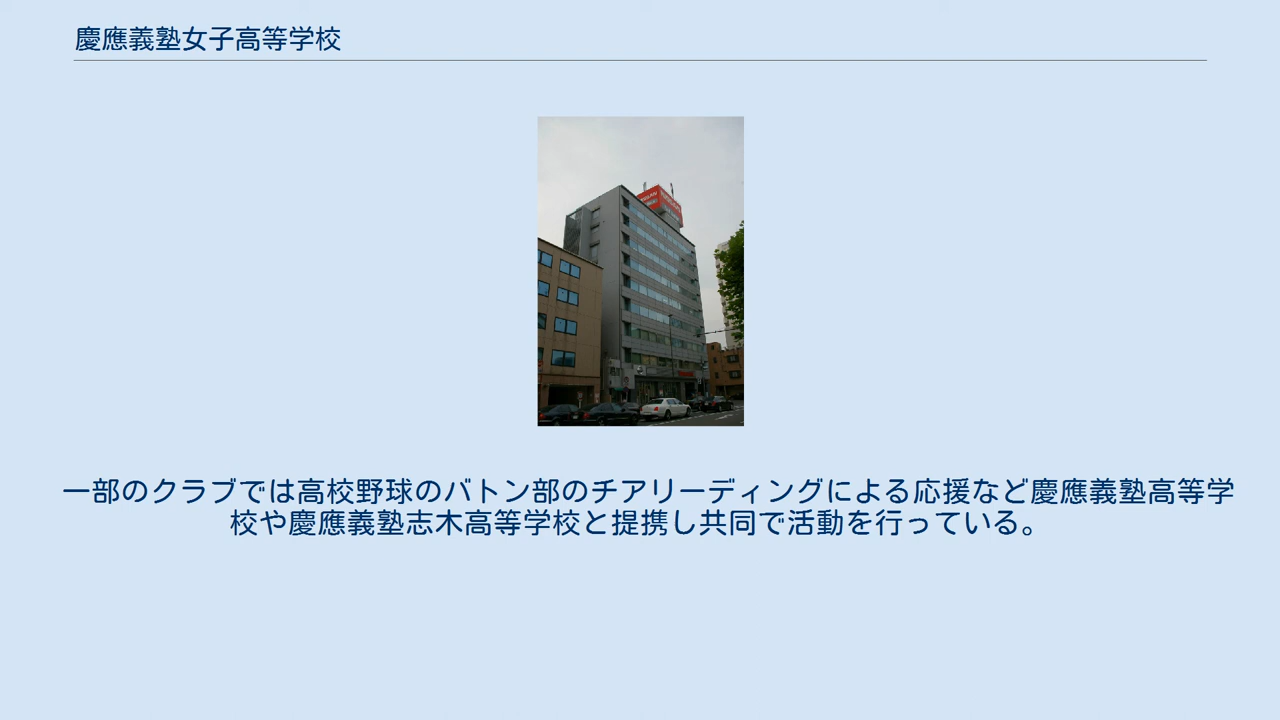 慶應義塾女子高等学校
一部のクラブでは高校野球のバトン部のチアリーディングによる応援など慶應義塾高等学
校や慶應義塾志木高等学校と提携し共同で活動を行っている。